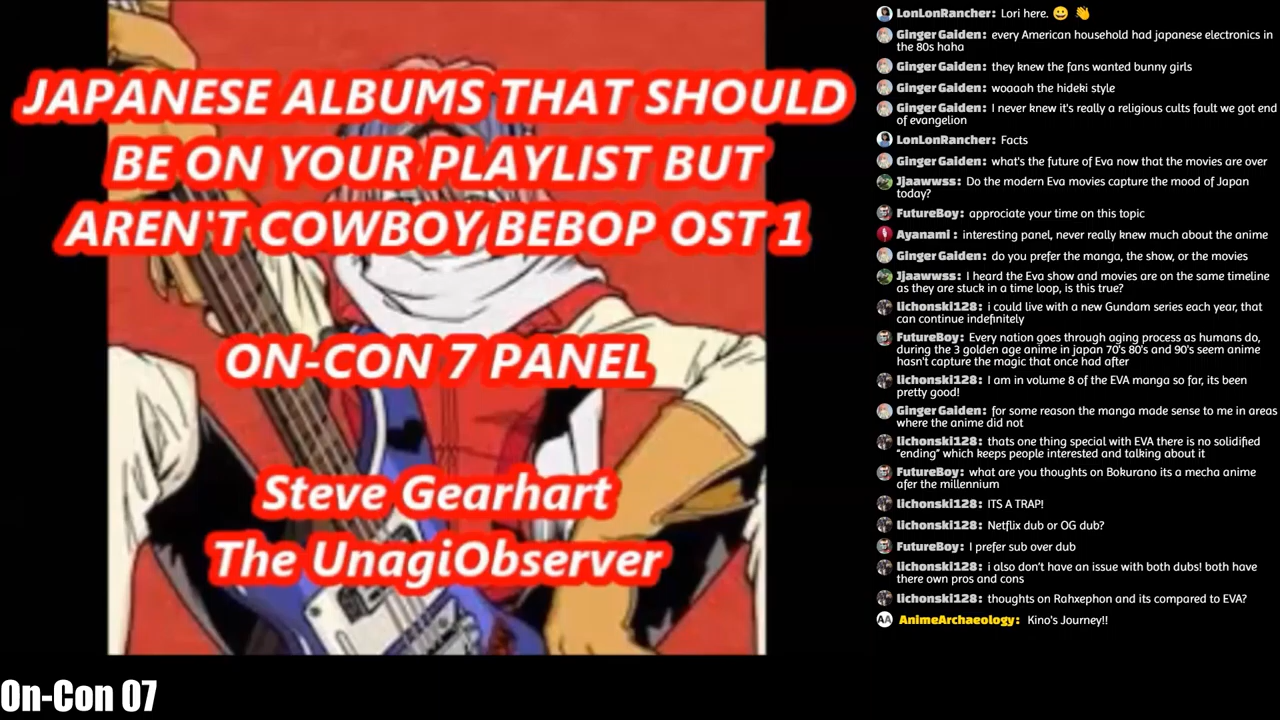 JAPANESE ALBUMS THAT SHOULD
BE ON YOUR PLAYLIST BUT
AREN'T COWBOY BEBOP OST 1
ON-CON 7 PANEL
Steve Gearhart
The UnagiObserver
On-Con 07
LonLonRancher: Lori here. 😀 👋
Ginger Gaiden: every American household had japanese electronics in
the 80s haha
Ginger Gaiden: they knew the fans wanted bunny girls
Ginger Gaiden: woaaah the hideki style
Ginger Gaiden: I never knew it's really a religious cults fault we got end
of evangelion
LonLonRancher: Facts
Ginger Gaiden: what's the future of Eva now that the movies are over
Jjaawwss: Do the modern Eva movies capture the mood of Japan
today?
FutureBoy: approciate your time on this topic
Ayanami: interesting panel, never really knew much about the anime
Ginger Gaiden: do you prefer the manga, the show, or the movies
Jjaawwss: I heard the Eva show and movies are on the same timeline
as they are stuck in a time loop, is this true?
lichonski128: i could live with a new Gundam series each year, that
can continue indefinitely
FutureBoy: Every nation goes through aging process as humans do,
during the 3 golden age anime in japan 70's 80's and 90's seem anime
hasn't capture the magic that once had after
lichonski128: I am in volume 8 of the EVA manga so far, its been
pretty good!
Ginger Gaiden: for some reason the manga made sense to me in areas
where the anime did not
lichonski128: thats one thing special with EVA there is no solidified
"ending" which keeps people interested and talking about it
FutureBoy: what are you thoughts on Bokurano its a mecha anime
afer the millennium
lichonski128: ITS A TRAP!
lichonski128: Netflix dub or OG dub?
FutureBoy: I prefer sub over dub
lichonski128: i also don't have an issue with both dubs! both have
there own pros and cons
lichonski128: thoughts on Rahxephon and its compared to EVA?
AA AnimeArchaeology: Kino's Journey!!